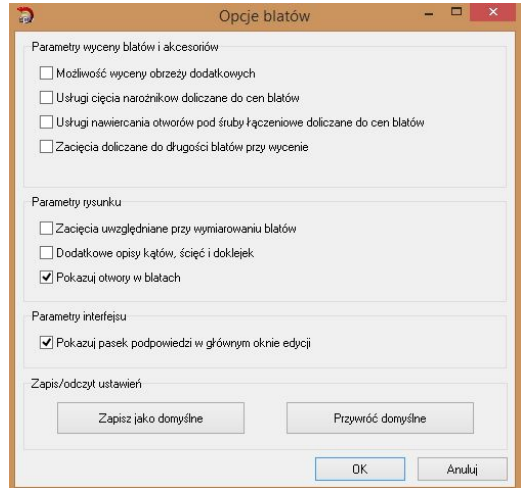 Opcje blatów
Parametry wyceny blatów i akcesoriów
Możliwość wyceny obrzeży dodatkowych
Usługi cięcia narożnikow doliczane do cen blatów
Usługi nawiercania otworów pod śruby łączeniowe doliczane do cen blatów
Zacięcia doliczane do długości blatów przy wycenie
Parametry rysunku
Zacięcia uwzględniane przy wymiarowaniu blatów
Dodatkowe opisy kątów, ścięć i doklejek
Pokazuj otwory w blatach
Parametry interfejsu
Pokazuj pasek podpowiedzi w głównym oknie edycji
Zapis/odczyt ustawień
Zapisz jako domyślne
Przywróć domyślne
OK
Anuluj